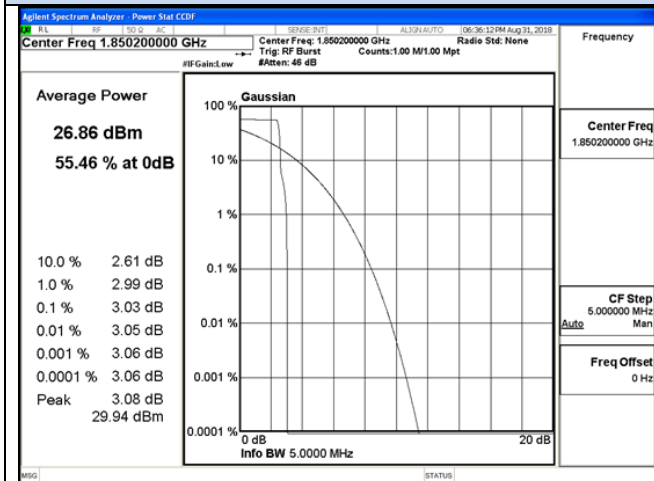 Agilent Spectrum Analyzer - Power Stat CCDF
RL RF 50 Ω AC SENSE:INT ALIGN AUTO 06:36:12 PM Aug 31, 2018
Center Freq 1.850200000 GHz
Center Freq: 1.850200000 GHz Radio Std: None
Trig: RF Burst Counts:1.00 M/1.00 Mpt
#IFGain:Low #Atten: 46 dB
Frequency
Average Power
26.86 dBm
55.46 % at 0dB
10.0 % 2.61 dB
1.0 % 2.99 dB
0.1 % 3.03 dB
0.01 % 3.05 dB
0.001 % 3.06 dB
0.0001 % 3.06 dB
Peak 3.08 dB
29.94 dBm
Gaussian
100 %
10 %
1 %
0.1 %
0.01 %
0.001 %
0.0001 %
0 dB 20 dB
Info BW 5.0000 MHz
Center Freq
1.850200000 GHz
CF Step
5.000000 MHz
Auto Man
Freq Offset
0 Hz
MSG STATUS